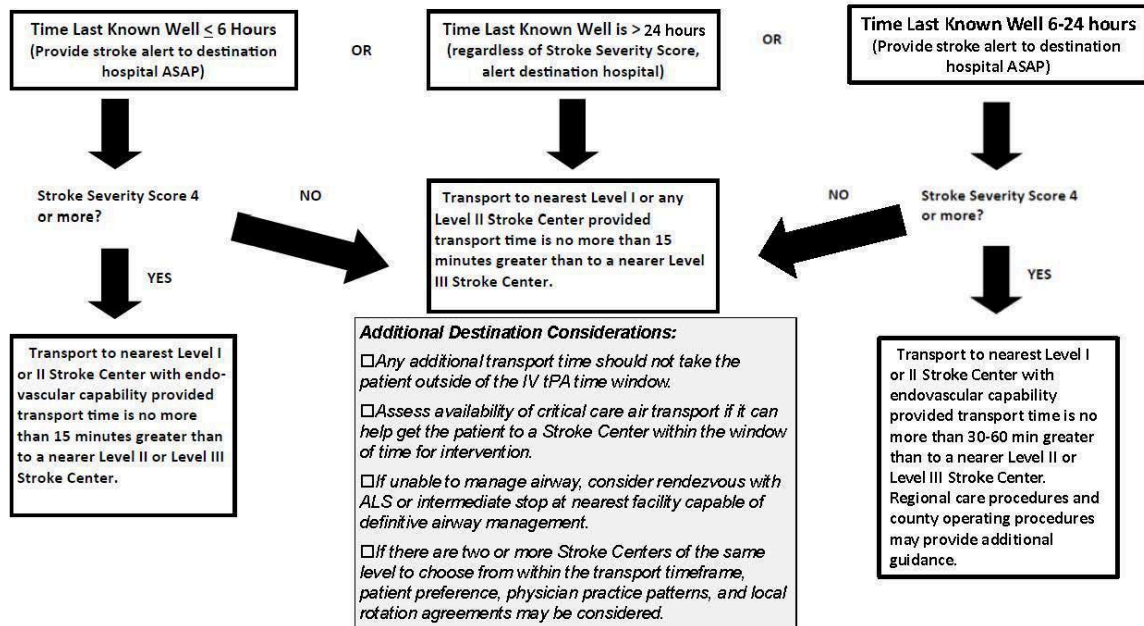 Time Last Known Well ≤ 6 Hours
(Provide stroke alert to destination
hospital ASAP)
OR
Time Last Known Well is > 24 hours
(regardless of Stroke Severity Score,
alert destination hospital)
OR
Time Last Known Well 6-24 hours
(Provide stroke alert to destination
hospital ASAP)
Stroke Severity Score 4
or more?
NO
YES
Transport to nearest Level I or any
Level II Stroke Center provided
transport time is no more than 15
minutes greater than to a nearer Level
III Stroke Center.
NO
Stroke Severity Score 4
or more?
YES
Transport to nearest Level I
or II Stroke Center with endo-
vascular capability provided
transport time is no more
than 15 minutes greater than
to a nearer Level II or Level III
Stroke Center.
Additional Destination Considerations:
☐Any additional transport time should not take the
patient outside of the IV tPA time window.
☐Assess availability of critical care air transport if it can
help get the patient to a Stroke Center within the window
of time for intervention.
☐If unable to manage airway, consider rendezvous with
ALS or intermediate stop at nearest facility capable of
definitive airway management.
☐If there are two or more Stroke Centers of the same
level to choose from within the transport timeframe,
patient preference, physician practice patterns, and local
rotation agreements may be considered.
Transport to nearest Level I
or II Stroke Center with
endovascular capability
provided transport time is no
more than 30-60 min greater
than to a nearer Level II or
Level III Stroke Center.
Regional care procedures and
county operating procedures
may provide additional
guidance.